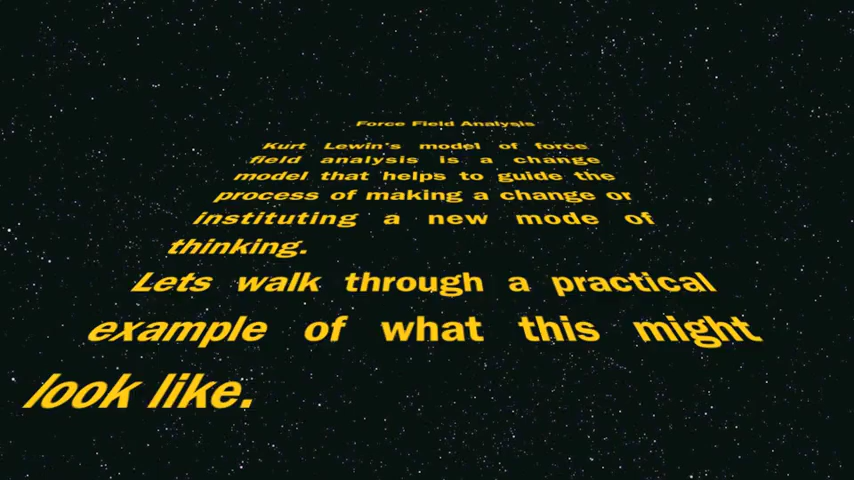 Force Field Analysis
Kurt Lewin's model of force
field analysis is a change
model that helps to guide the
process of making a change or
instituting a new mode of
thinking.
Lets walk through a practical
example of what this might
look like.